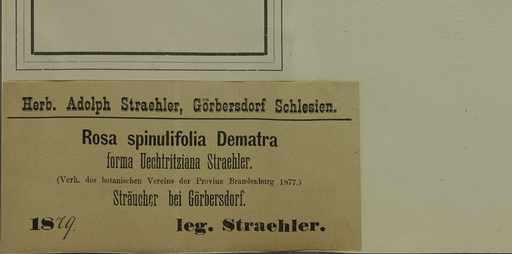 Herb. Adolph Straehler, Görbersdorf Schlesien.
Rosa spinulifolia Dematra
forma Uechtritziana Straehler.
(Verh. des botanischen Vereins der Provinz Brandenburg 1877.)
Sträucher bei Görbersdorf.
1879. leg. Straehler.